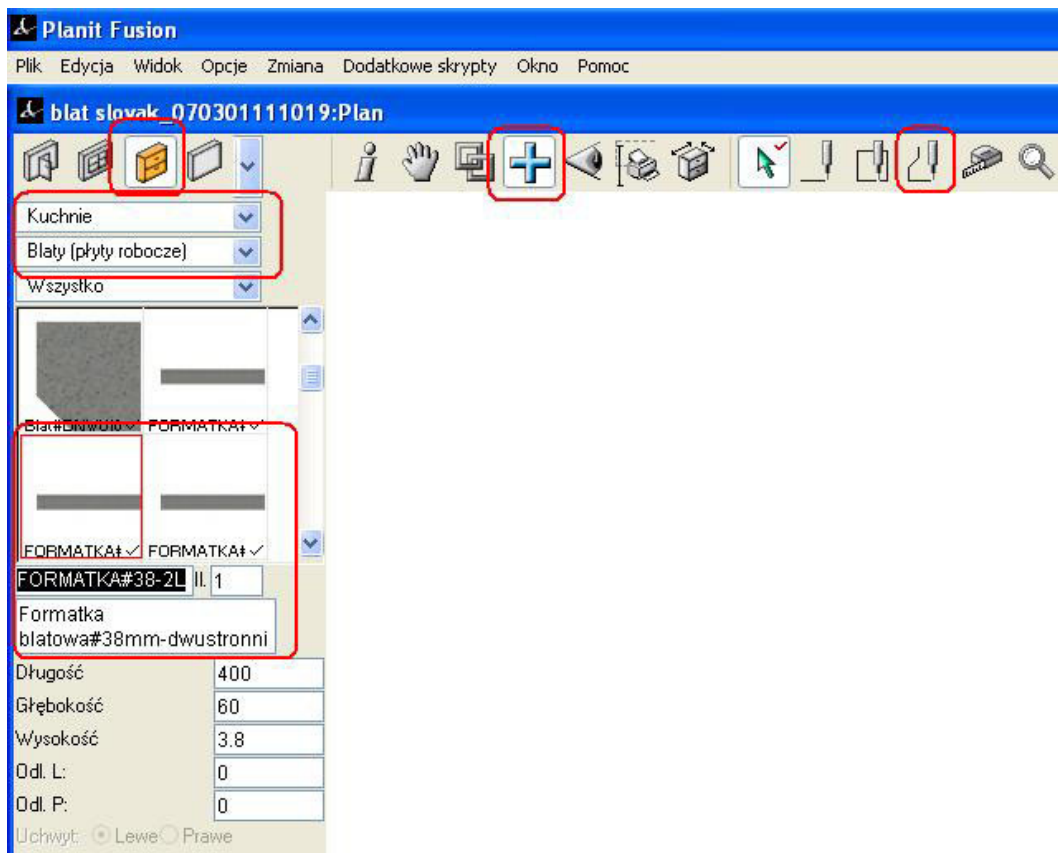 Planit Fusion
Plik Edycja Widok Opcje Zmiana Dodatkowe skrypty Okno Pomoc
blat slovak_070301111019:Plan
Kuchnie
Blaty (płyty robocze)
Wszystko
FORMATKA#
FORMATKA# FORMATKA#
FORMATKA#38-2L Il. 1
Formatka
blatowa#38mm-dwustronni
Długość 400
Głębokość 60
Wysokość 3.8
Odl. L: 0
Odl. P: 0
Uchwyt: Lewe Prawe